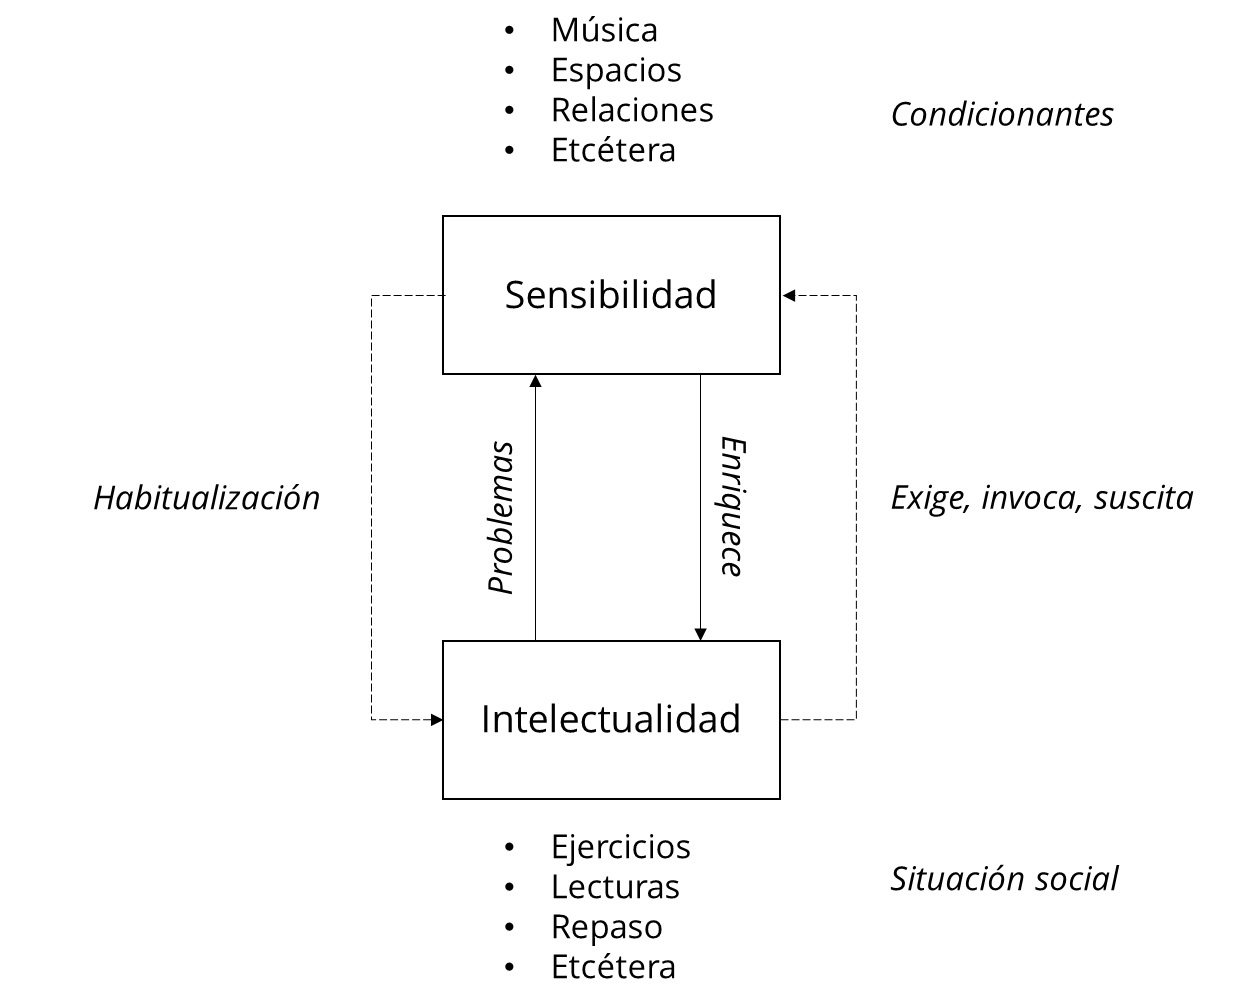 • Música
• Espacios
• Relaciones
• Etcétera
Condicionantes
Sensibilidad
Habitualización
Problemas
Enriquece
Exige, invoca, suscita
Intelectualidad
• Ejercicios
• Lecturas
• Repaso
• Etcétera
Situación social